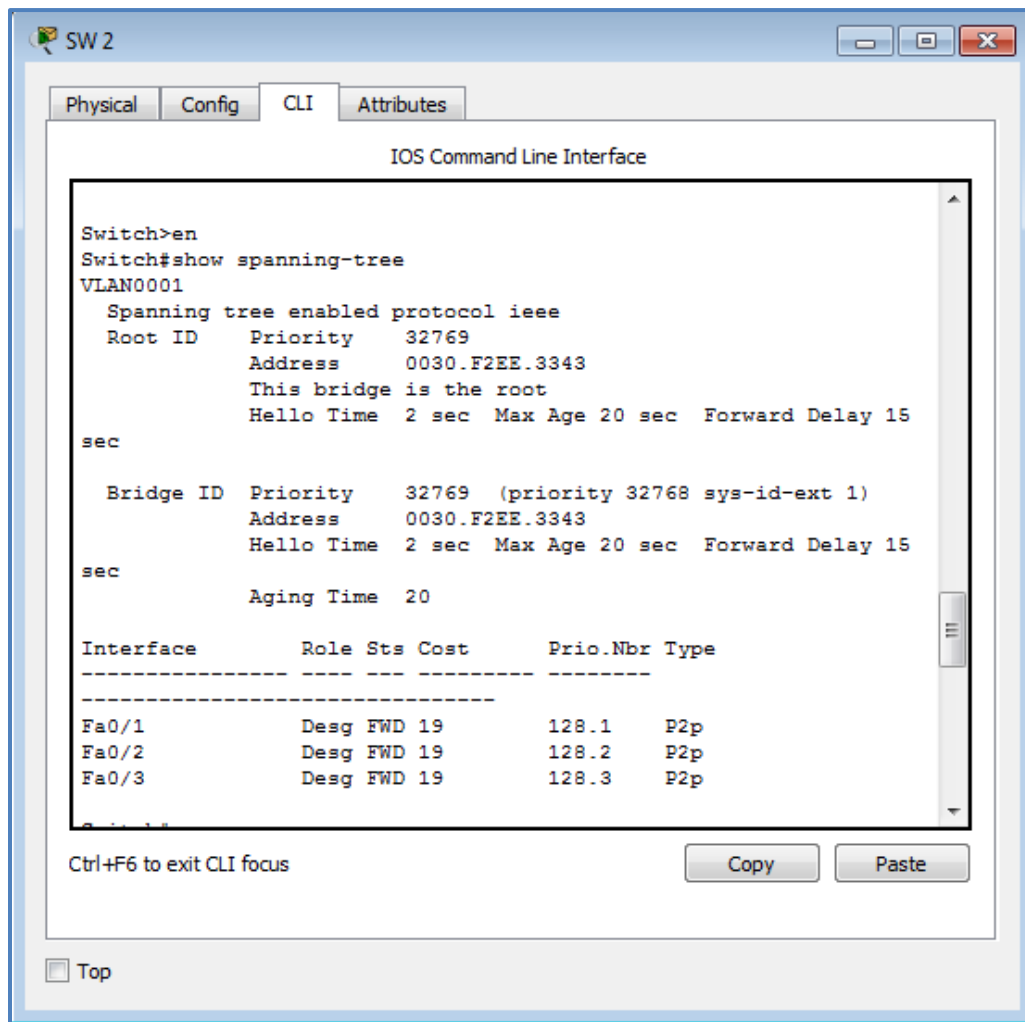 SW 2
Physical Config CLI Attributes
IOS Command Line Interface
Switch>en
Switch#show spanning-tree
VLAN0001
  Spanning tree enabled protocol ieee
  Root ID    Priority    32769
             Address     0030.F2EE.3343
             This bridge is the root
             Hello Time  2 sec  Max Age 20 sec  Forward Delay 15
sec
  Bridge ID  Priority    32769  (priority 32768 sys-id-ext 1)
             Address     0030.F2EE.3343
             Hello Time  2 sec  Max Age 20 sec  Forward Delay 15
sec
             Aging Time  20
Interface        Role Sts Cost      Prio.Nbr Type
---------------- ---- --- --------- --------
--------------------------------
Fa0/1            Desg FWD 19        128.1    P2p
Fa0/2            Desg FWD 19        128.2    P2p
Fa0/3            Desg FWD 19        128.3    P2p
Ctrl+F6 to exit CLI focus
Copy Paste
Top